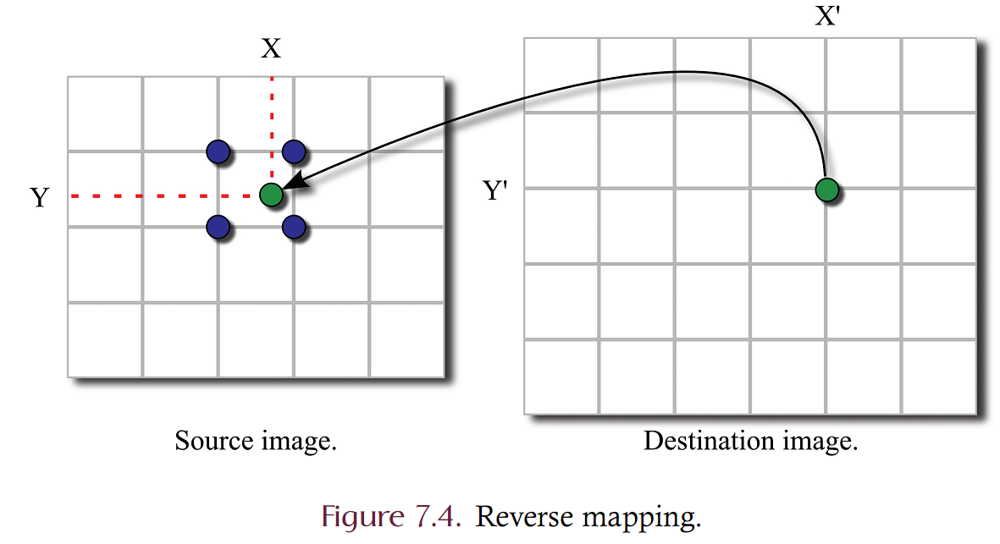 X'
X
Y
Y'
Source image.
Destination image.
Figure 7.4. Reverse mapping.